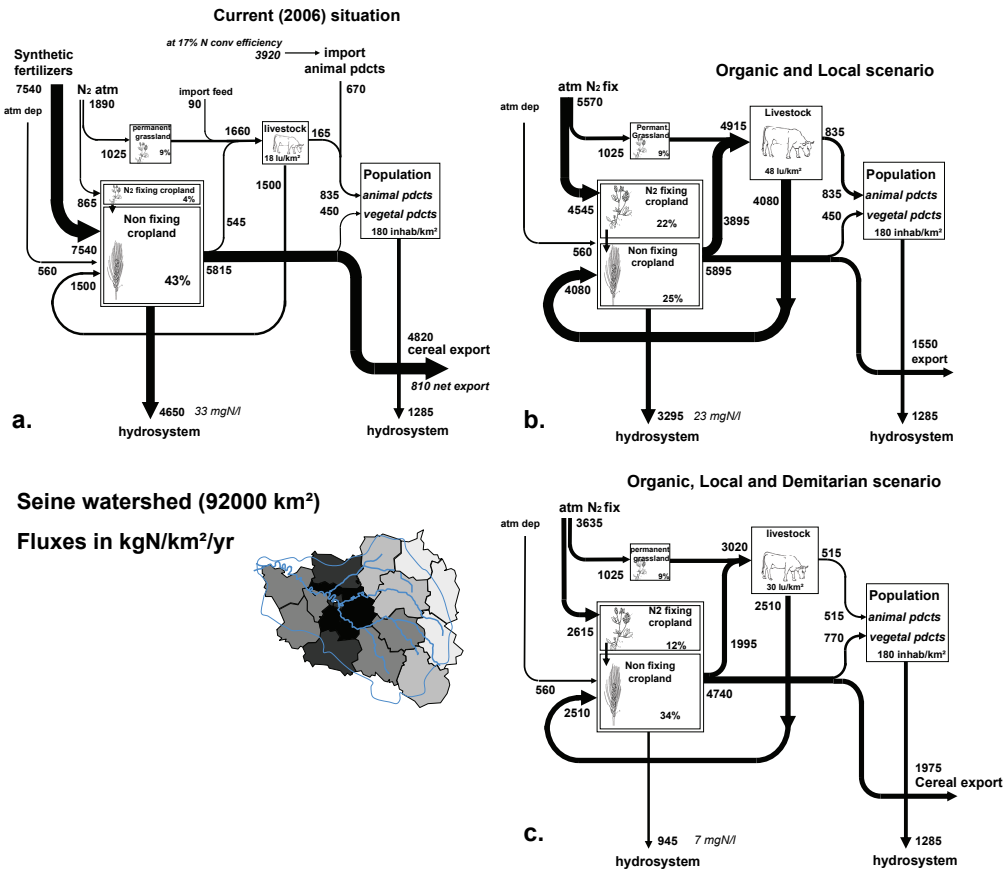 Current (2006) situation
at 17% N conv efficiency
3920
import
animal pdcts
670
Synthetic
fertilizers
7540
N2 atm
1890
atm dep
import feed
90
1660
permanent
grassland
9%
1025
livestock
18 lu/km²
165
865
N2 fixing cropland
4%
Non fixing
cropland
43%
7540
560
1500
545
1500
5815
835
450
Population
animal pdcts
vegetal pdcts
180 inhab/km²
4820
cereal export
810 net export
4650
33 mgN/l
hydrosystem
1285
hydrosystem
a.
Organic and Local scenario
atm N2 fix
5570
atm dep
Permant.
Grassland
9%
1025
4915
Livestock
48 lu/km²
835
4545
N2 fixing
cropland
22%
560
Non fixing
cropland
25%
4080
3895
4080
5895
835
450
Population
animal pdcts
vegetal pdcts
180 inhab/km²
1550
export
3295
23 mgN/l
hydrosystem
1285
hydrosystem
b.
Seine watershed (92000 km²)
Fluxes in kgN/km²/yr
Organic, Local and Demitarian scenario
atm N2 fix
3635
atm dep
permanent
grassland
9%
1025
3020
livestock
30 lu/km²
515
2615
N2 fixing
cropland
12%
Non fixing
cropland
34%
560
2510
1995
2510
4740
515
770
Population
animal pdcts
vegetal pdcts
180 inhab/km²
1975
Cereal export
945
7 mgN/l
hydrosystem
1285
hydrosystem
c.